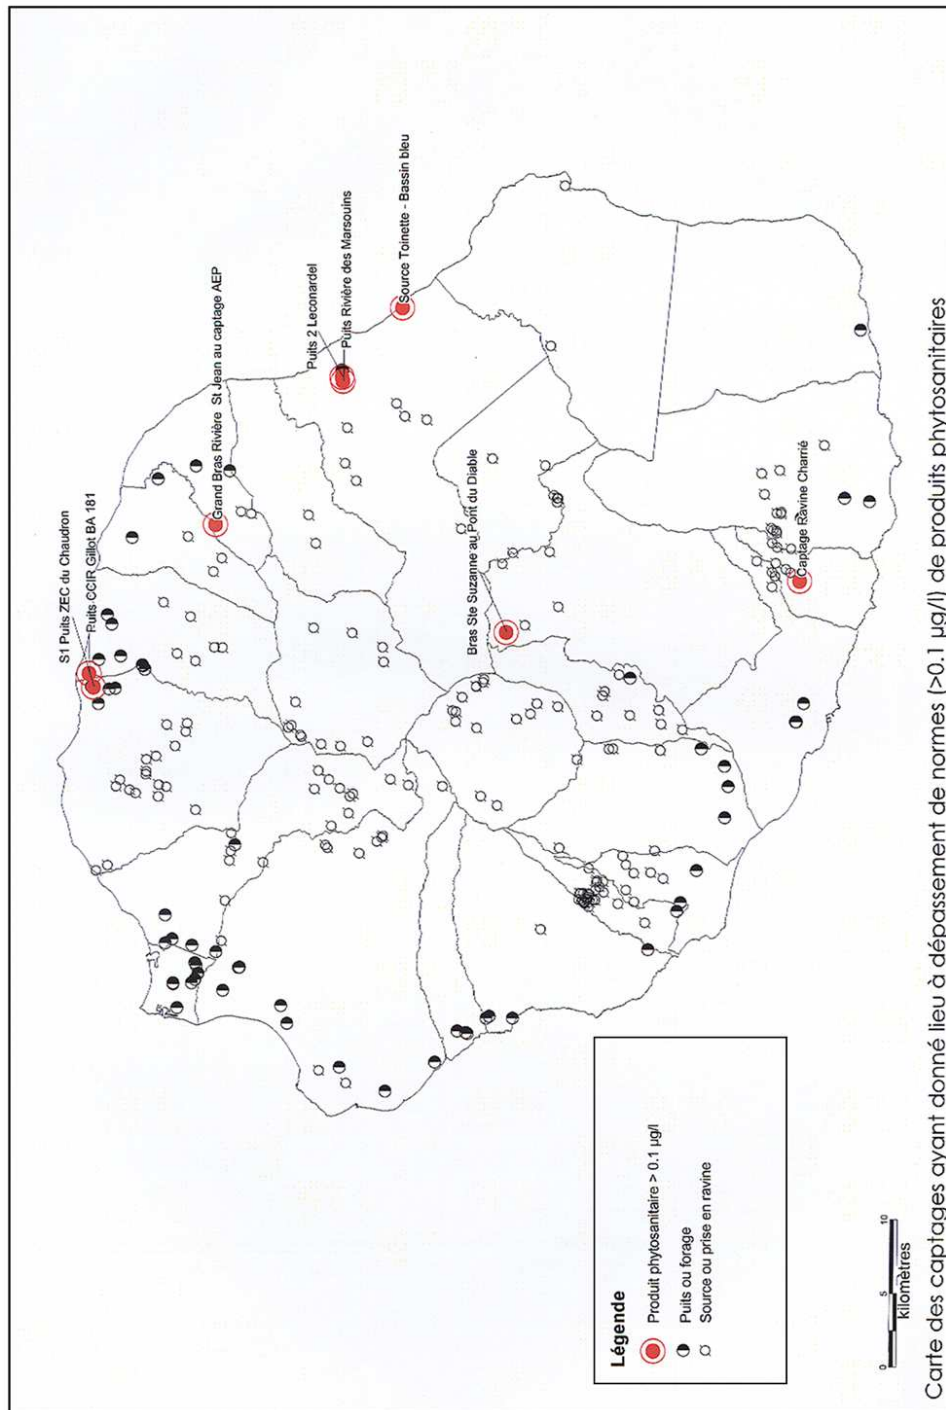 S1 Puits ZEC du Chaudron
Puits CCIR Gillot BA 181
Grand Bras Rivière St Jean au captage AEP
Puits 2 Leconardel
Puits Rivière des Marsouins
Source Toinette - Bassin bleu
Bras Ste Suzanne au Pont du Diable
Captage Ravine Charrié
Légende
Produit phytosanitaire > 0.1 µg/l
Puits ou forage
Source ou prise en ravine
0 5 10
kilomètres
Carte des captages ayant donné lieu à dépassement de normes (>0.1 µg/l) de produits phytosanitaires